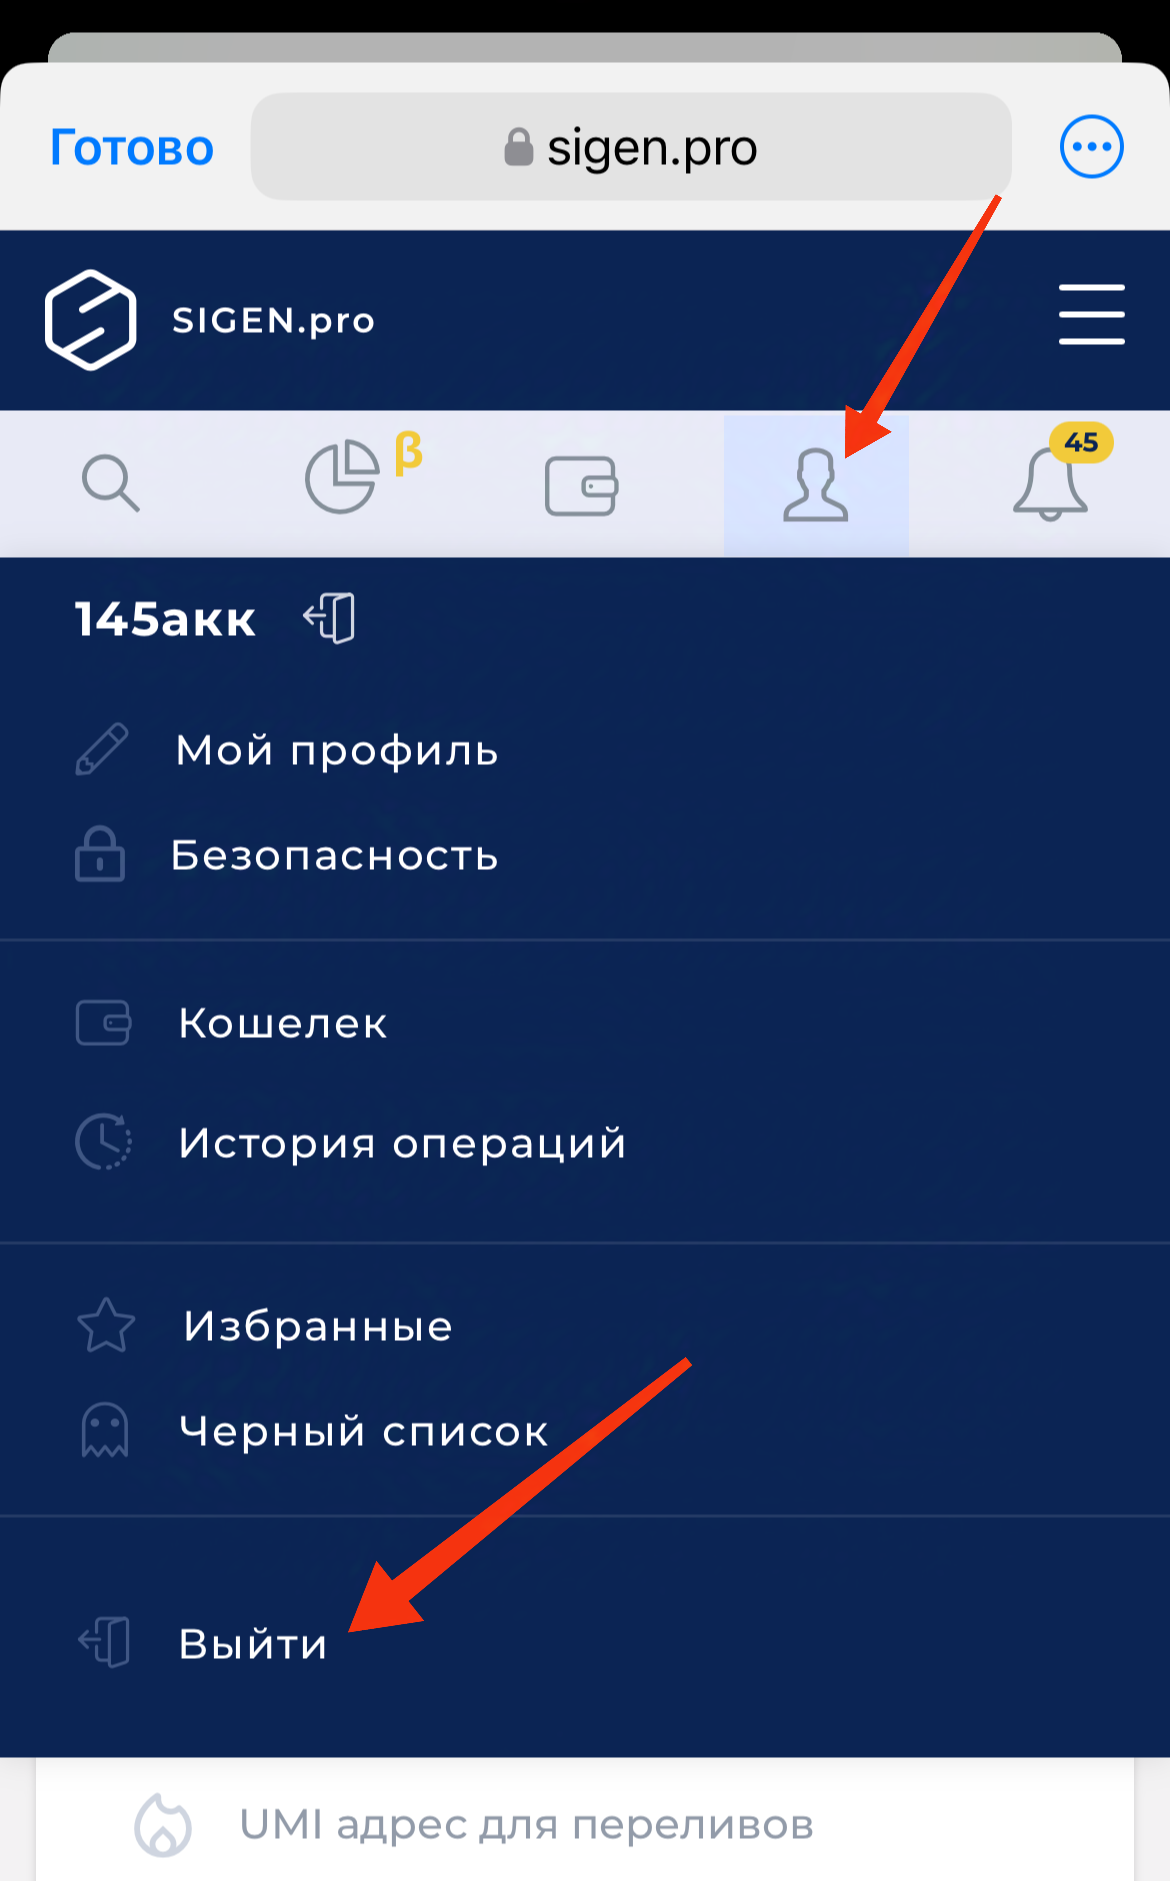 Готово
sigen.pro
SIGEN.pro
β
45
145акк
Мой профиль
Безопасность
Кошелек
История операций
Избранные
Черный список
Выйти
UMI адрес для переливов